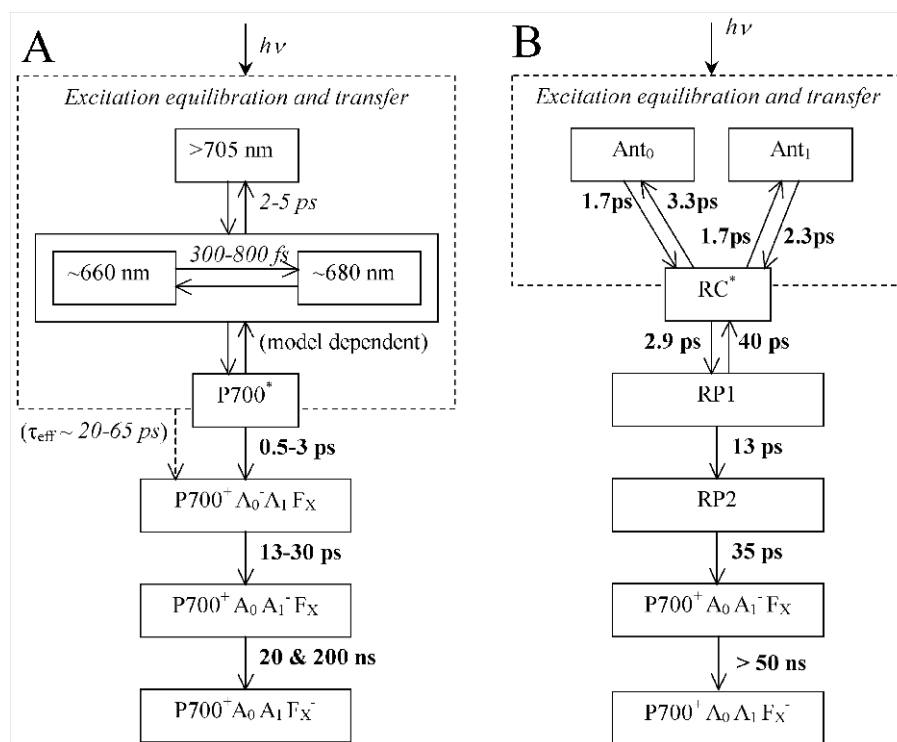 A
hν
Excitation equilibration and transfer
>705 nm
2-5 ps
300-800 fs
~660 nm
~680 nm
(model dependent)
P700*
(τeff ~ 20-65 ps)
0.5-3 ps
P700⁺ A₀⁻A₁ Fₓ
13-30 ps
P700⁺ A₀ A₁⁻ Fₓ
20 & 200 ns
P700⁺A₀ A₁ Fₓ⁻
B
hν
Excitation equilibration and transfer
Ant₀
Ant₁
1.7ps
3.3ps
1.7ps
2.3ps
RC*
2.9 ps
40 ps
RP1
13 ps
RP2
35 ps
P700⁺ A₀ A₁⁻ Fₓ
> 50 ns
P700⁺ A₀ A₁ Fₓ⁻